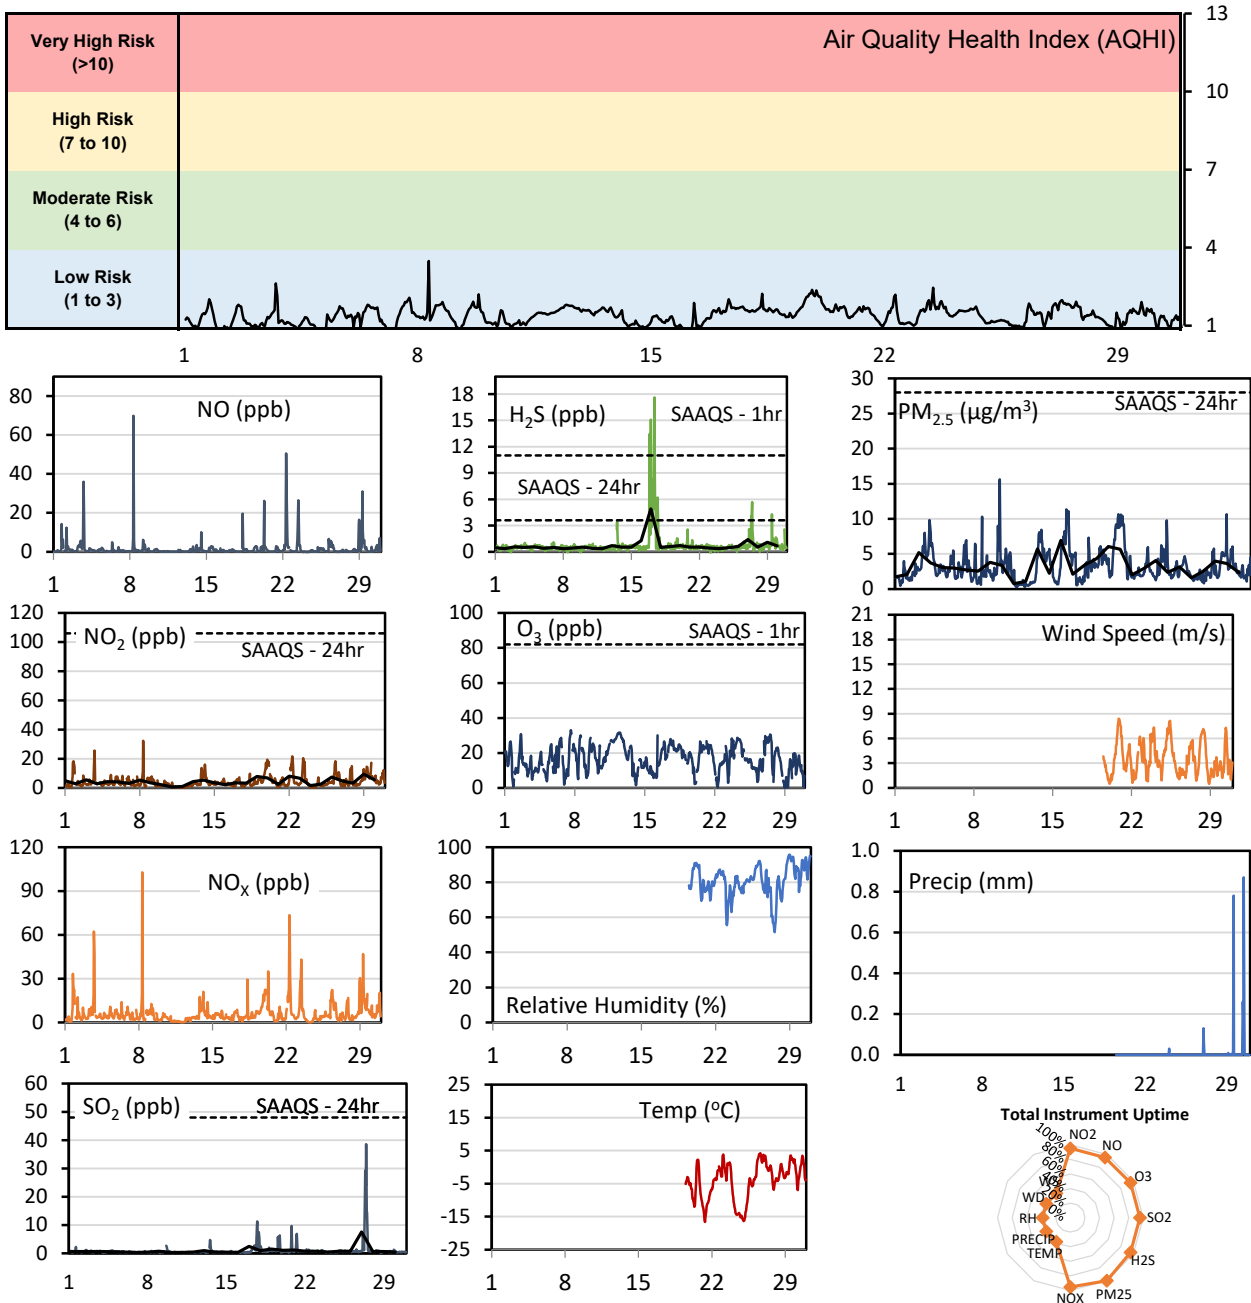 Air Quality Health Index (AQHI)
Very High Risk
(>10)
High Risk
(7 to 10)
Moderate Risk
(4 to 6)
Low Risk
(1 to 3)
13
10
7
4
1
1 8 15 22 29
NO (ppb)
80
60
40
20
0
1 8 15 22 29
H₂S (ppb)
SAAQS - 1hr
SAAQS - 24hr
18
15
12
9
6
3
0
1 8 15 22 29
PM₂.₅ (µg/m³)
SAAQS - 24hr
30
25
20
15
10
5
0
1 8 15 22 29
NO₂ (ppb)
SAAQS - 24hr
120
100
80
60
40
20
0
1 8 15 22 29
O₃ (ppb)
SAAQS - 1hr
100
80
60
40
20
0
1 8 15 22 29
Wind Speed (m/s)
21
18
15
12
9
6
3
0
1 8 15 22 29
NOX (ppb)
120
90
60
30
0
1 8 15 22 29
Relative Humidity (%)
100
80
60
40
20
0
1 8 15 22 29
Precip (mm)
1.0
0.8
0.6
0.4
0.2
0.0
1 8 15 22 29
SO₂ (ppb)
SAAQS - 24hr
60
50
40
30
20
10
0
1 8 15 22 29
Temp (ºC)
25
15
5
-5
-15
-25
1 8 15 22 29
Total Instrument Uptime
100%
80%
60%
40%
20%
0%
NO2
NO
O3
SO2
H2S
PM25
NOX
TEMP
PRECIP
RH
WD